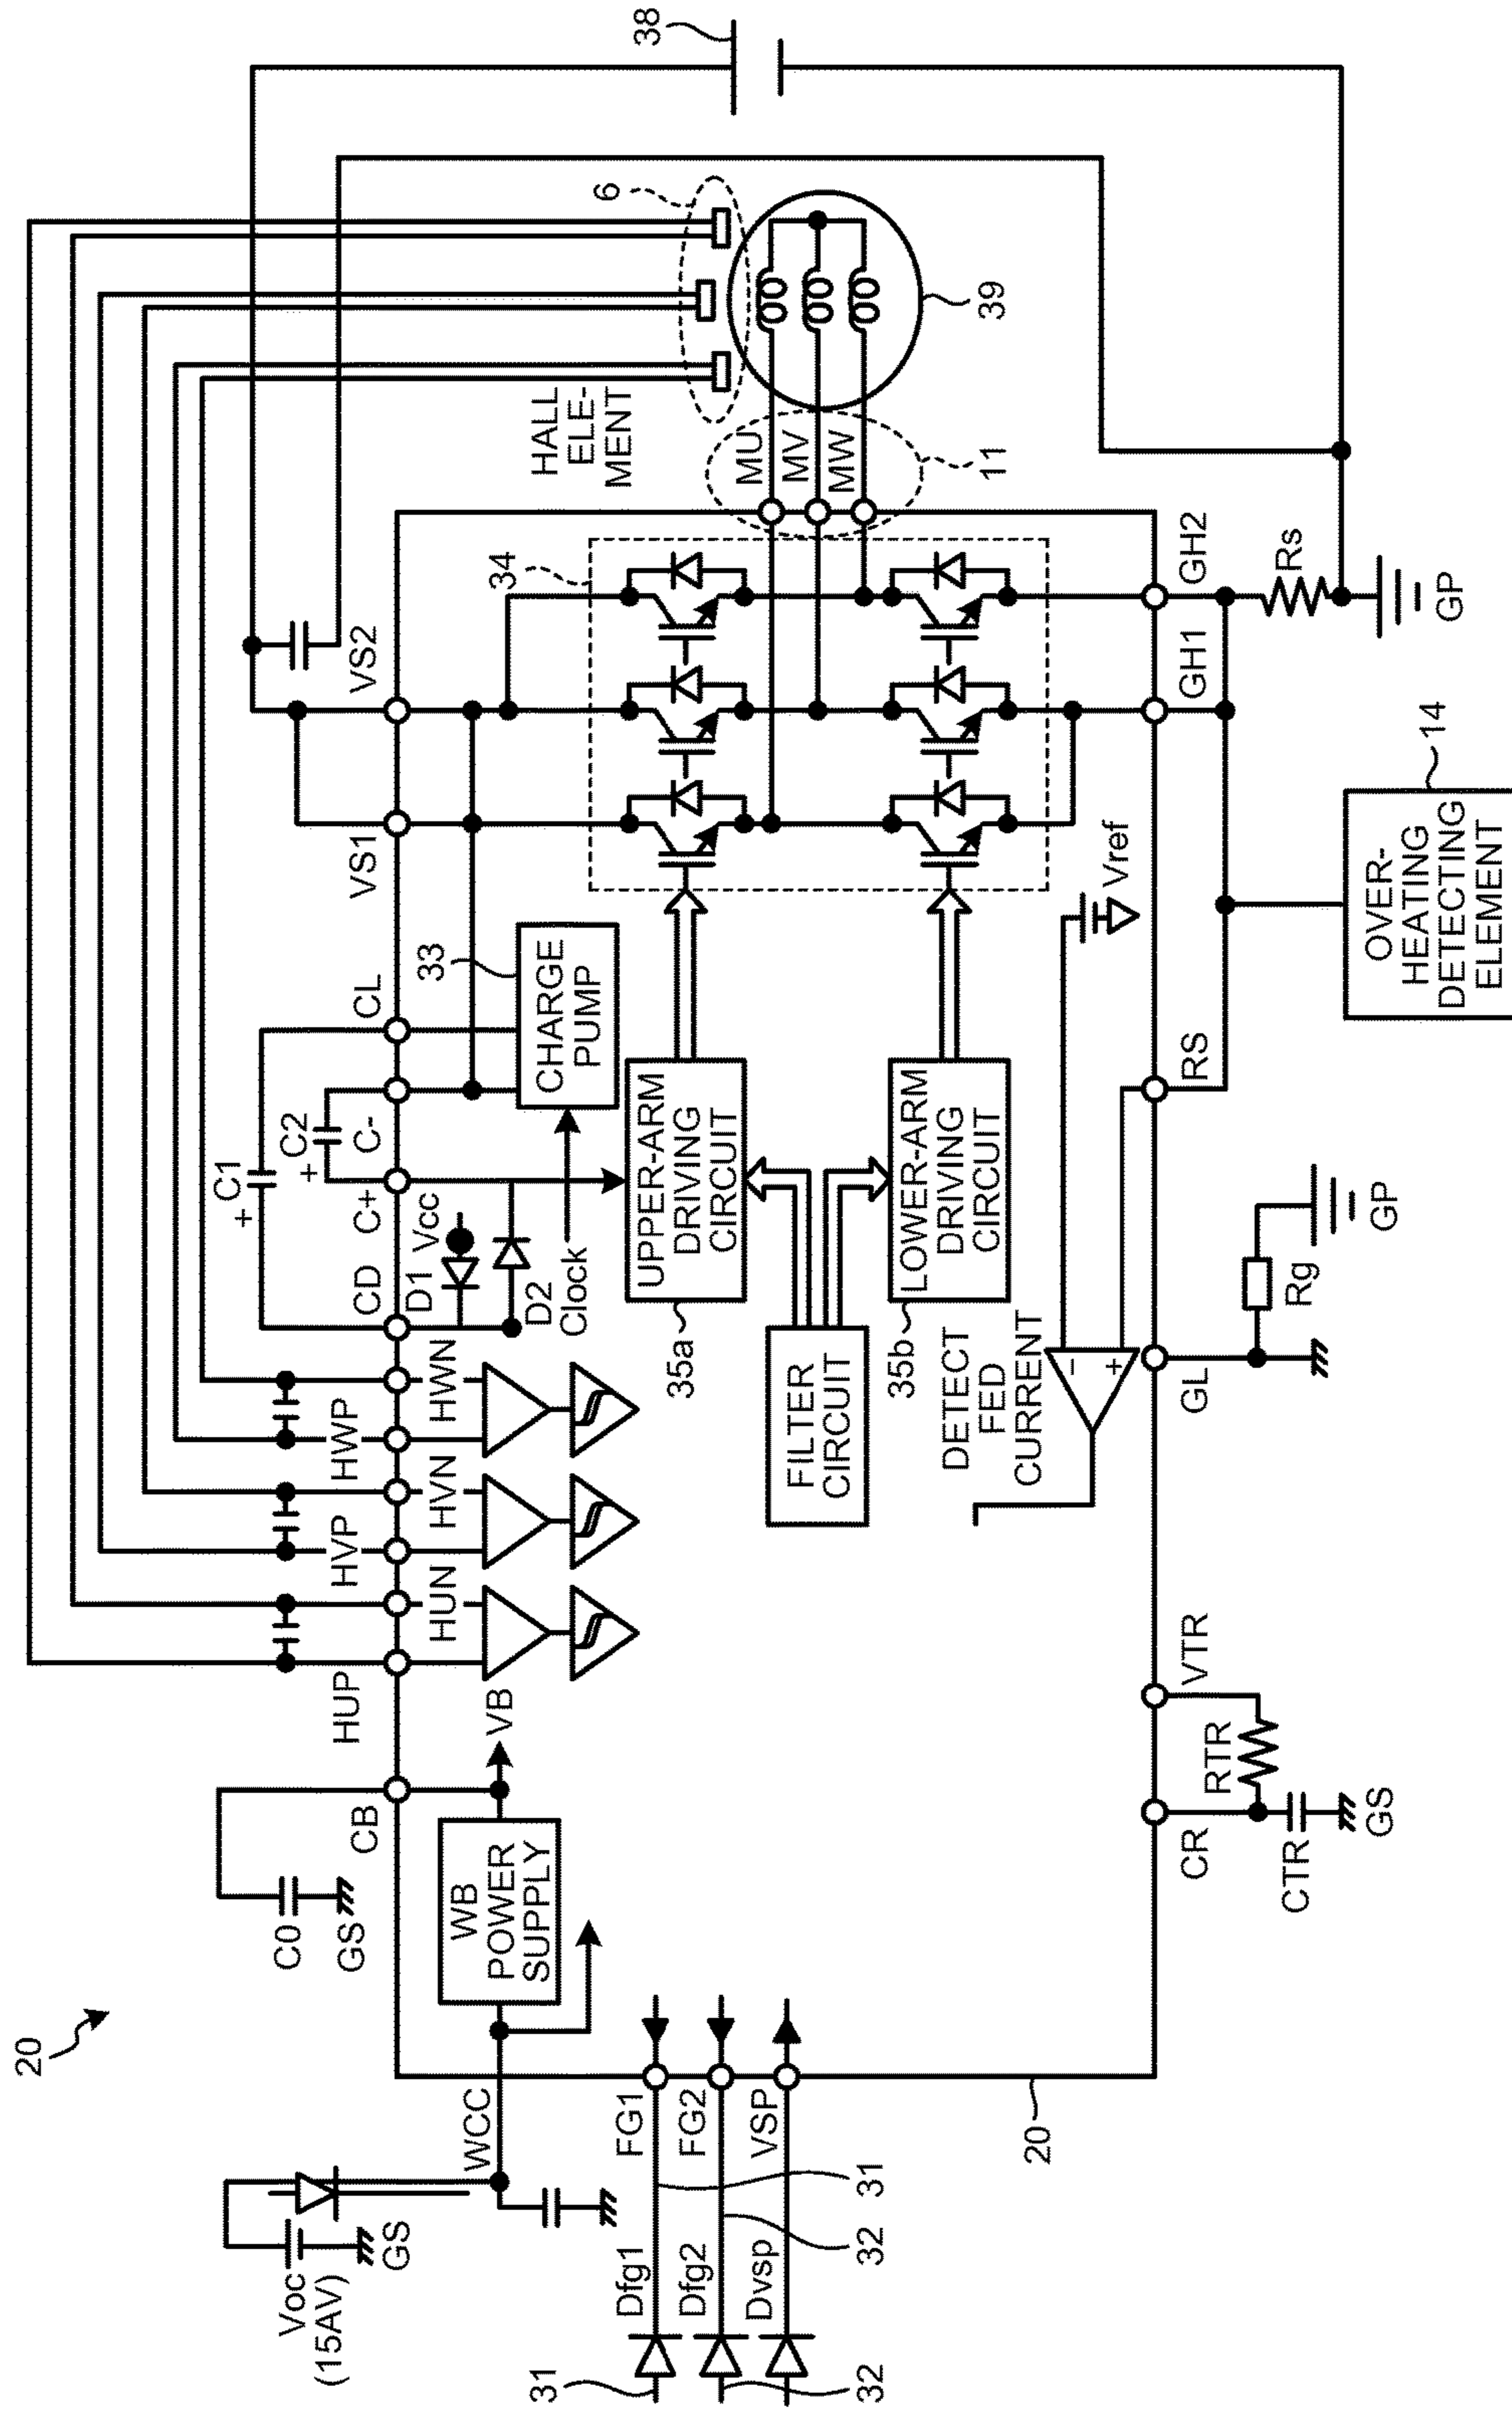 20
Voc
(15AV)
GS
WCC
C0
GS
CB
WB
POWER
SUPPLY
VB
HUP
HUN
HVP
HVN
HWP
HWN
CD
C+
C-
CL
C1
+
C2
+
D1
Vcc
D2
Clock
CHARGE
PUMP
33
VS1
VS2
34
38
6
HALL
ELE-
MENT
MU
MV
MW
11
39
UPPER-ARM
DRIVING
CIRCUIT
35a
FILTER
CIRCUIT
LOWER-ARM
DRIVING
CIRCUIT
35b
DETECT
FED
CURRENT
-
+
Vref
31
32
Dfg1
Dfg2
Dvsp
31
32
FG1
FG2
VSP
20
CR
VTR
RTR
CTR
GS
GL
Rg
GP
RS
GH1
GH2
Rs
GP
14
OVER-
HEATING
DETECTING
ELEMENT